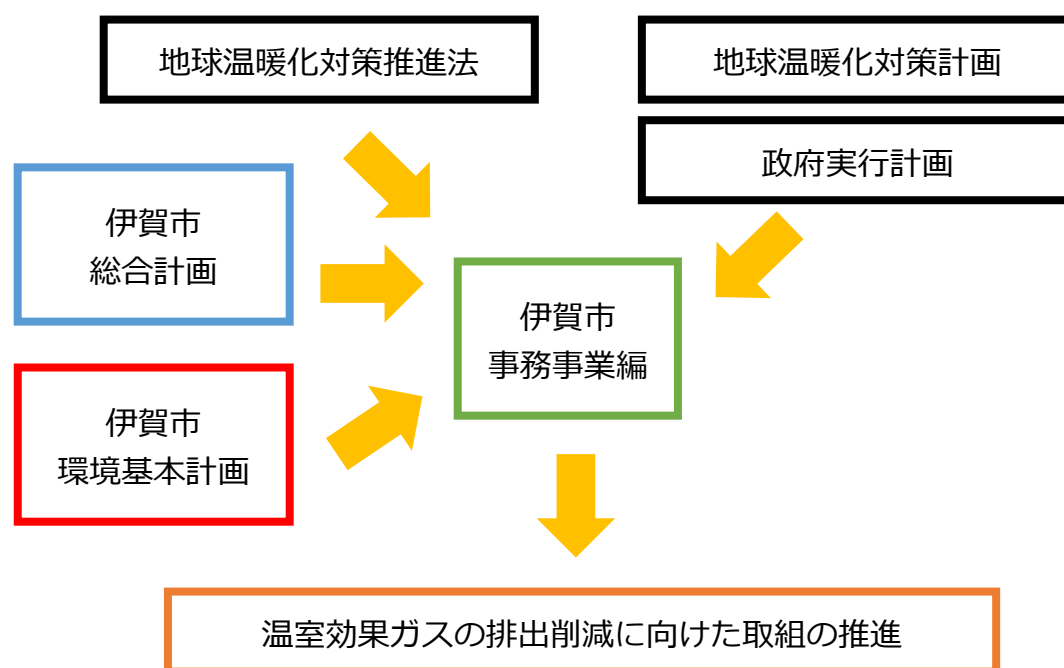 地球温暖化対策推進法
地球温暖化対策計画
政府実行計画
伊賀市
総合計画
伊賀市
事務事業編
伊賀市
環境基本計画
温室効果ガスの排出削減に向けた取組の推進